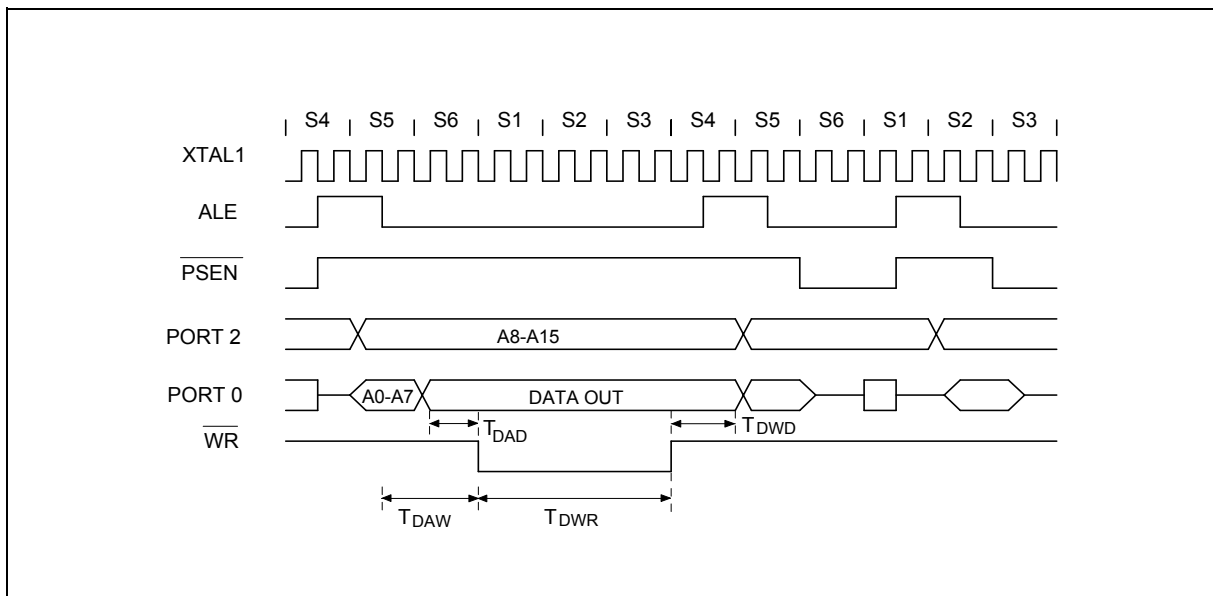 | S4 | S5 | S6 | S1 | S2 | S3 | S4 | S5 | S6 | S1 | S2 | S3 |
XTAL1
ALE
PSEN
PORT 2 A8-A15
PORT 0 A0-A7 DATA OUT
WR TDAD TDWD
TDAW TDWR